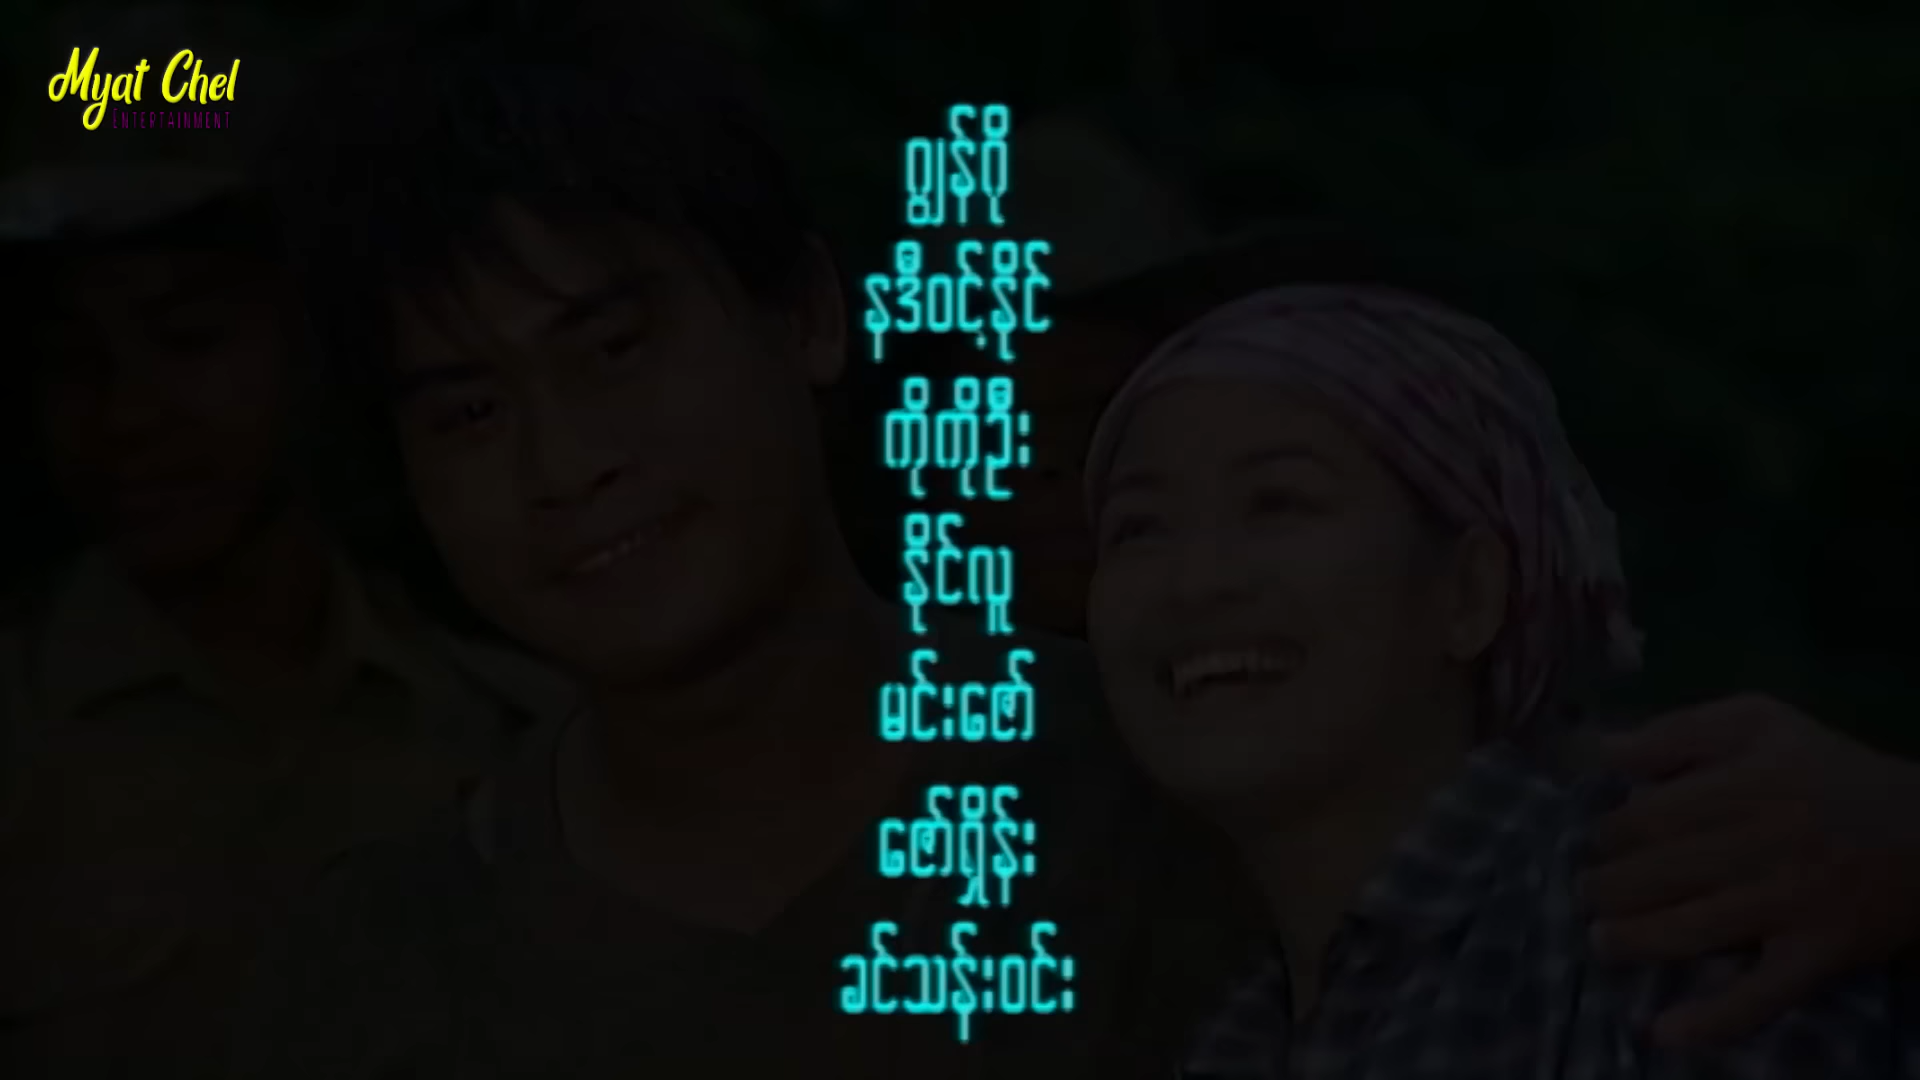 Myat Chel
ENTERTAINMENT
ဂျွန်ဂို
နဒီဝင့်နိုင်
ကိုကိုဦး
နိုင်လူ
မင်းဇော်
ဇော်ရှိန်း
ခင်သန်းဝင်း